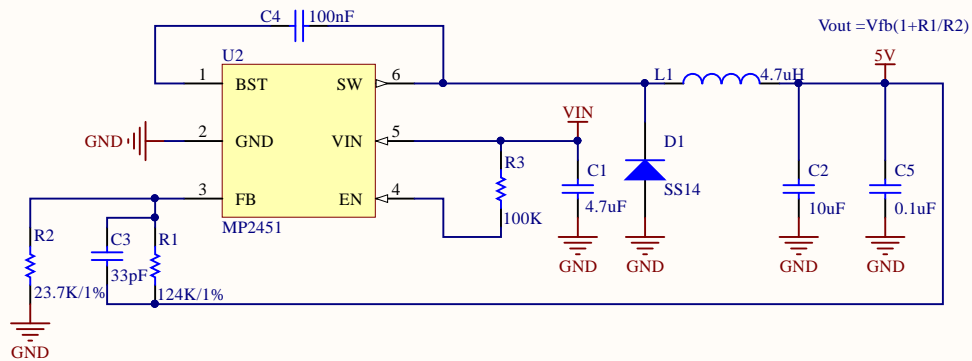 C4 100nF
Vout =Vfb(1+R1/R2)
U2
5V
1 BST SW 6
L1 4.7uH
GND 2 GND VIN 5
VIN
R3
C1
D1
C2
C5
3 FB EN 4
4.7uF
SS14
10uF
0.1uF
MP2451
100K
R2
C3
R1
33pF
23.7K/1%
124K/1%
GND
GND
GND
GND
GND